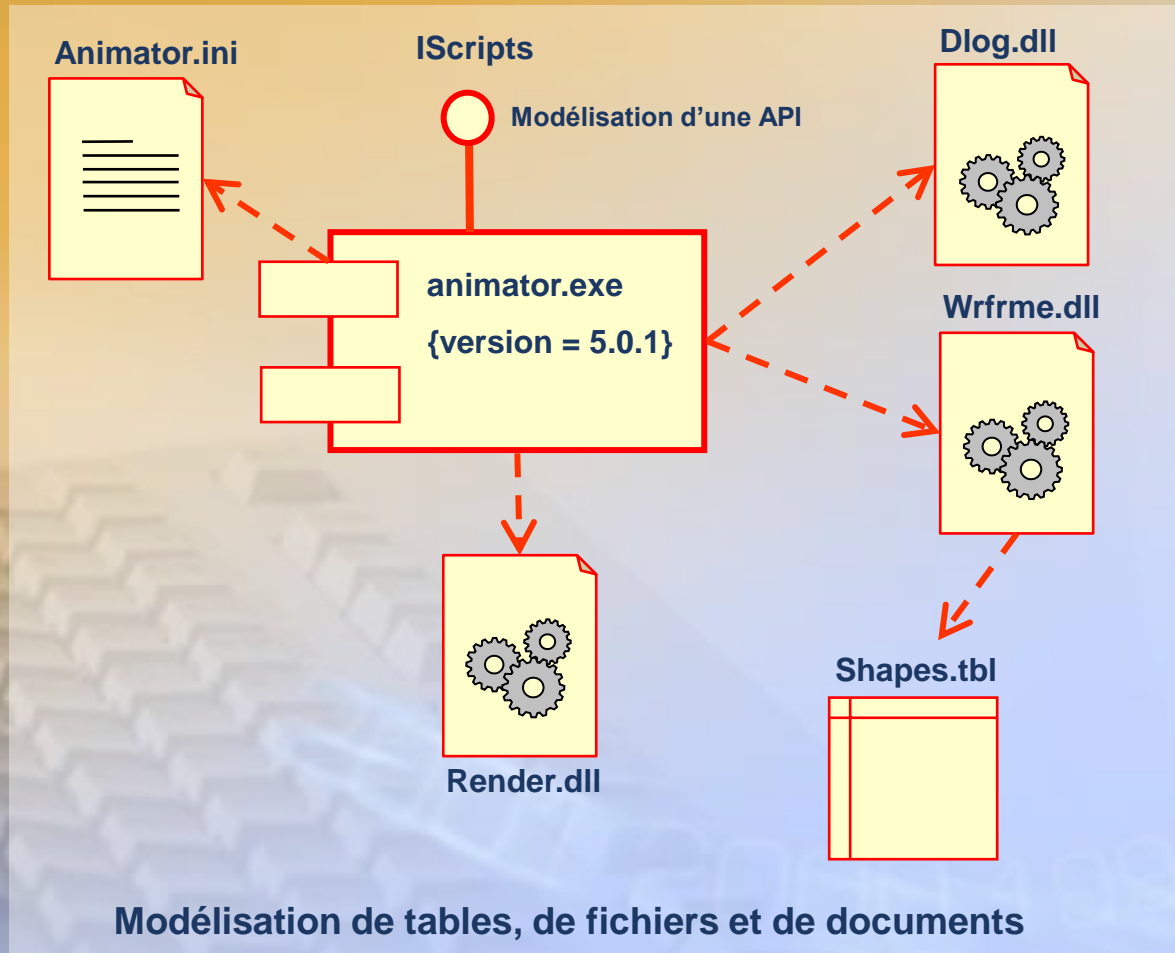 Animator.ini
IScripts
Dlog.dll
Modélisation d’une API
animator.exe
{version = 5.0.1}
Wrfrme.dll
Shapes.tbl
Render.dll
Modélisation de tables, de fichiers et de documents